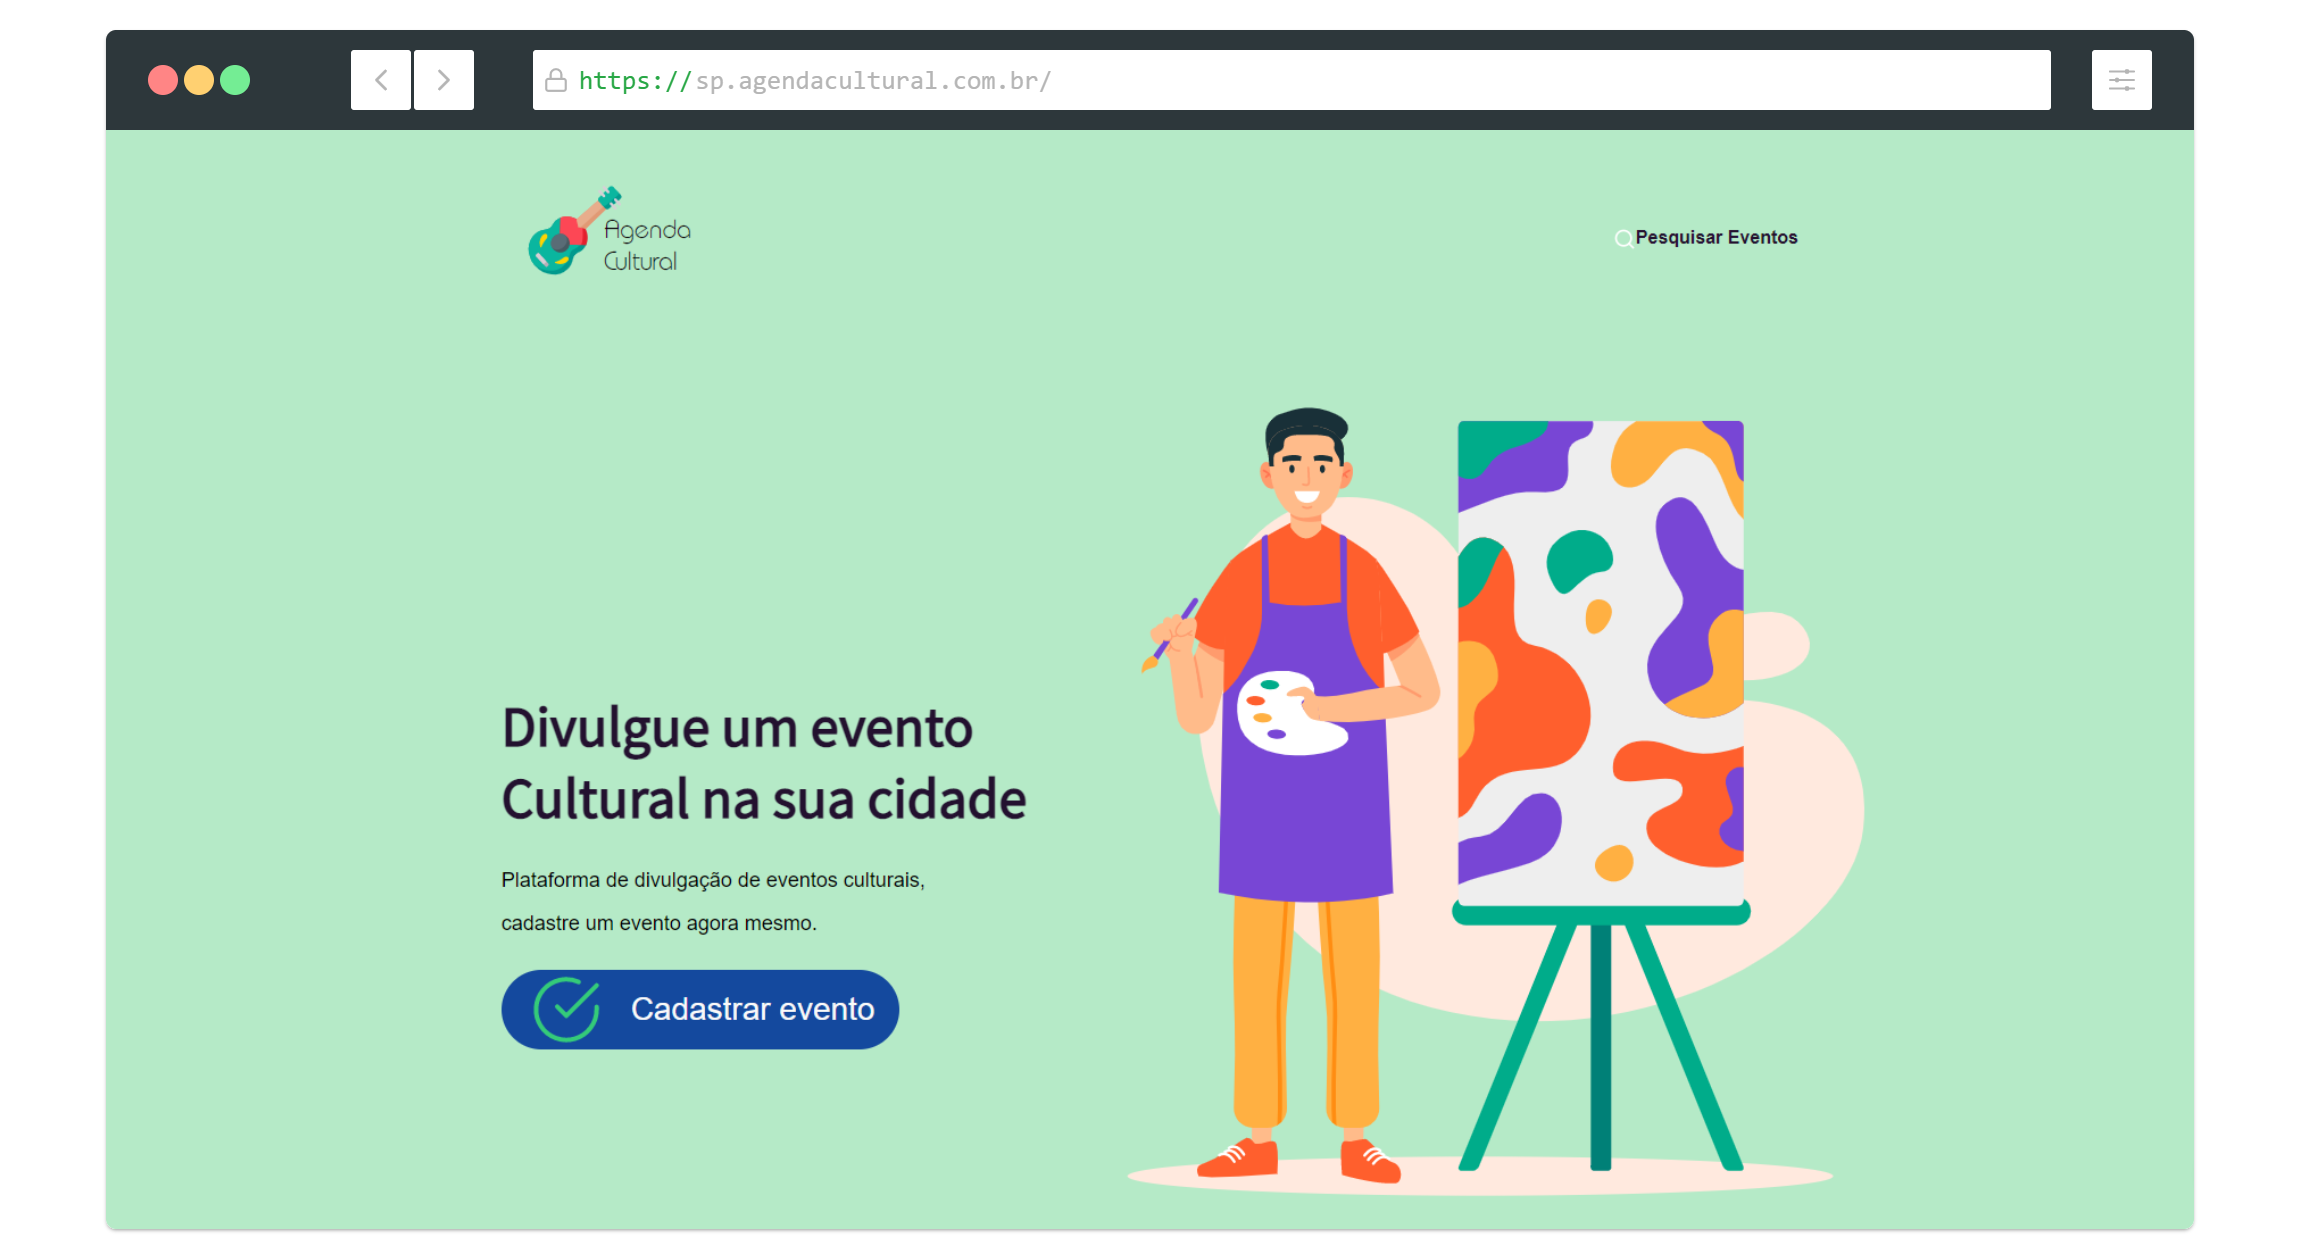 https://sp.agendacultural.com.br/
Agenda
Cultural
Pesquisar Eventos
Divulgue um evento
Cultural na sua cidade
Plataforma de divulgação de eventos culturais,
cadastre um evento agora mesmo.
Cadastrar evento